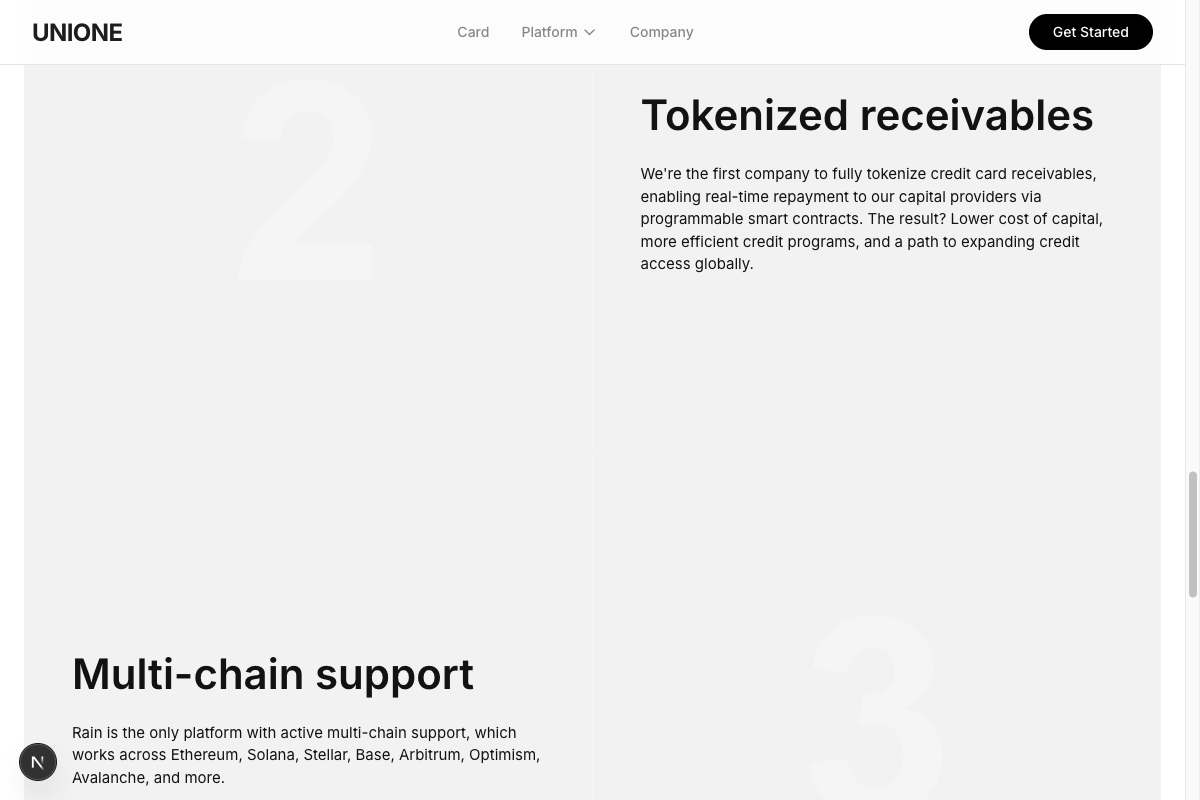 UNIONE
Card
Platform
Company
Get Started
2
Tokenized receivables
We're the first company to fully tokenize credit card receivables,
enabling real-time repayment to our capital providers via
programmable smart contracts. The result? Lower cost of capital,
more efficient credit programs, and a path to expanding credit
access globally.
Multi-chain support
Rain is the only platform with active multi-chain support, which
works across Ethereum, Solana, Stellar, Base, Arbitrum, Optimism,
Avalanche, and more.
3
N